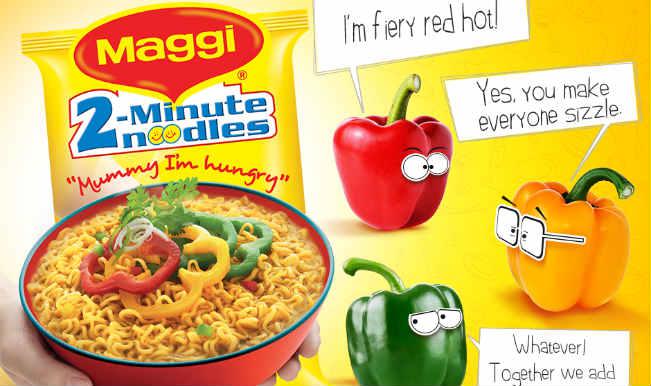 Maggi
®
2-Minute
noodles
"Mummy I'm hungry"
I'm fiery red hot!
Yes, you make
everyone sizzle.
Whatever!
Together we add